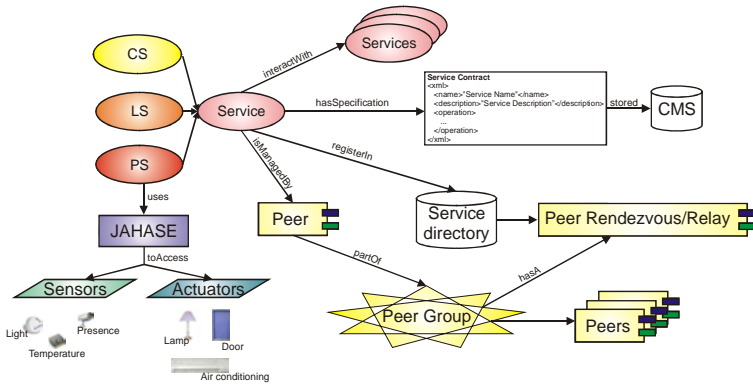 CS
LS
PS
Service
interactWith
Services
hasSpecification
Service Contract
<xml>
<name>"Service Name"</name>
<description>"Service Description"</description>
<operation>
...
</operation>
</xml>
stored
CMS
isManagedBy
registerIn
uses
JAHASE
Peer
Service
directory
Peer Rendezvous/Relay
toAccess
partOf
hasA
Sensors
Actuators
Peer Group
Peers
Light
Presence
Temperature
Lamp
Door
Air conditioning